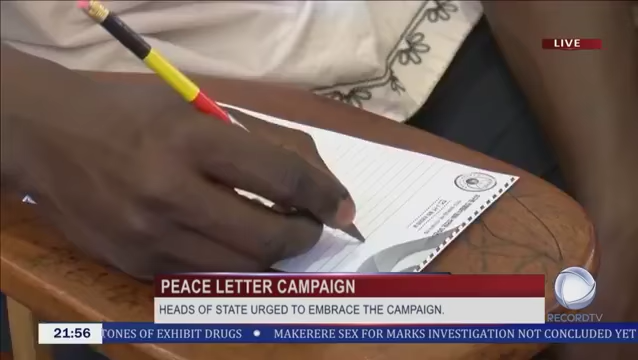 LIVE
PEACE LETTER CAMPAIGN
HEADS OF STATE URGED TO EMBRACE THE CAMPAIGN.
RECORDTV
21:56 TONES OF EXHIBIT DRUGS • MAKERERE SEX FOR MARKS INVESTIGATION NOT CONCLUDED YET